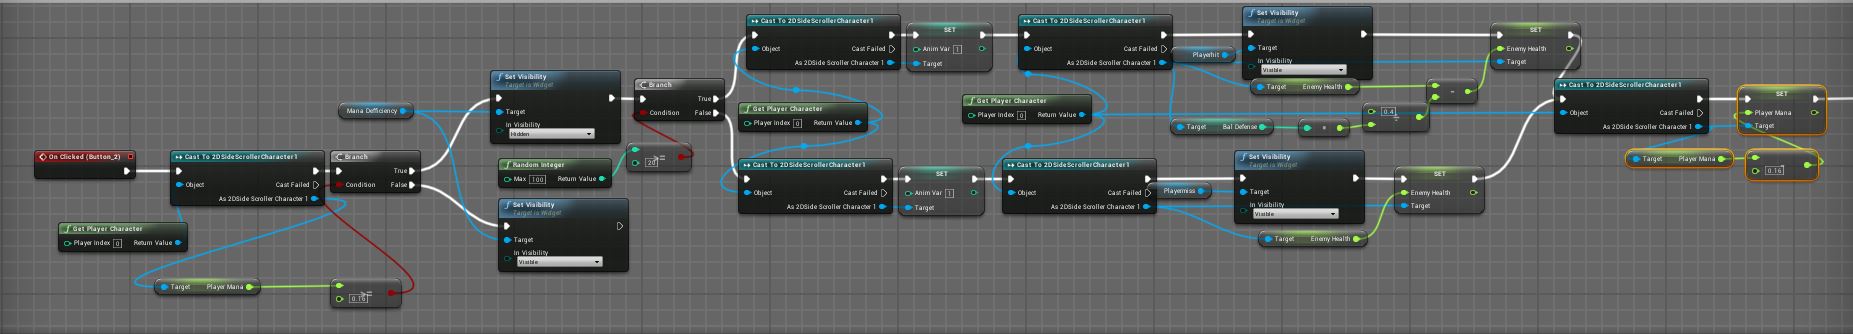 On Clicked (Button_2)
Cast To 2DSideScrollerCharacter1
Object
Cast Failed
As 2DSide Scroller Character 1
Get Player Character
Player Index 0
Return Value
Target
Player Mana
0.16
>=
Branch
Condition
True
False
Mana Defficiency
Set Visibility
Target is Widget
Target
In Visibility
Hidden
Random Integer
Max 100
Return Value
>=
20
Set Visibility
Target is Widget
Target
In Visibility
Visible
Branch
Condition
True
False
Cast To 2DSideScrollerCharacter1
Object
Cast Failed
As 2DSide Scroller Character 1
SET
Anim Var 1
Target
Get Player Character
Player Index 0
Return Value
Cast To 2DSideScrollerCharacter1
Object
Cast Failed
As 2DSide Scroller Character 1
SET
Anim Var 1
Target
Cast To 2DSideScrollerCharacter1
Object
Cast Failed
As 2DSide Scroller Character 1
Get Player Character
Player Index 0
Return Value
Cast To 2DSideScrollerCharacter1
Object
Cast Failed
As 2DSide Scroller Character 1
Playerhit
Set Visibility
Target is Widget
Target
In Visibility
Visible
Target
Enemy Health
Target
Bal Defense
0.4
SET
Enemy Health
Target
Playermiss
Set Visibility
Target is Widget
Target
In Visibility
Visible
Target
Enemy Health
SET
Enemy Health
Target
Cast To 2DSideScrollerCharacter1
Object
Cast Failed
As 2DSide Scroller Character 1
SET
Player Mana
Target
Target
Player Mana
0.16